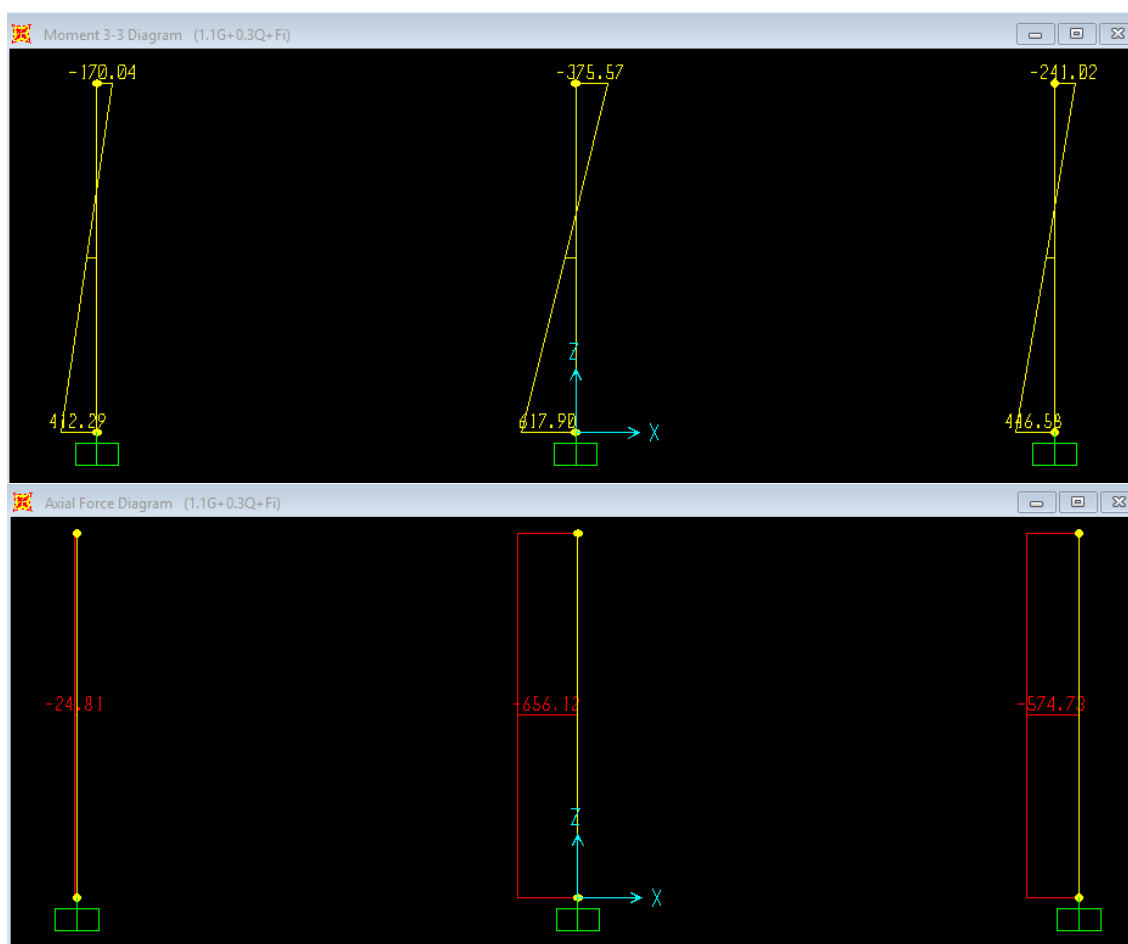 Moment 3-3 Diagram (1.1G+0.3Q+Fi)
-170.04 -375.57 -241.02
Z
412.29 617.90 446.58
X
Axial Force Diagram (1.1G+0.3Q+Fi)
-24.81 -656.12 -574.73
Z
X